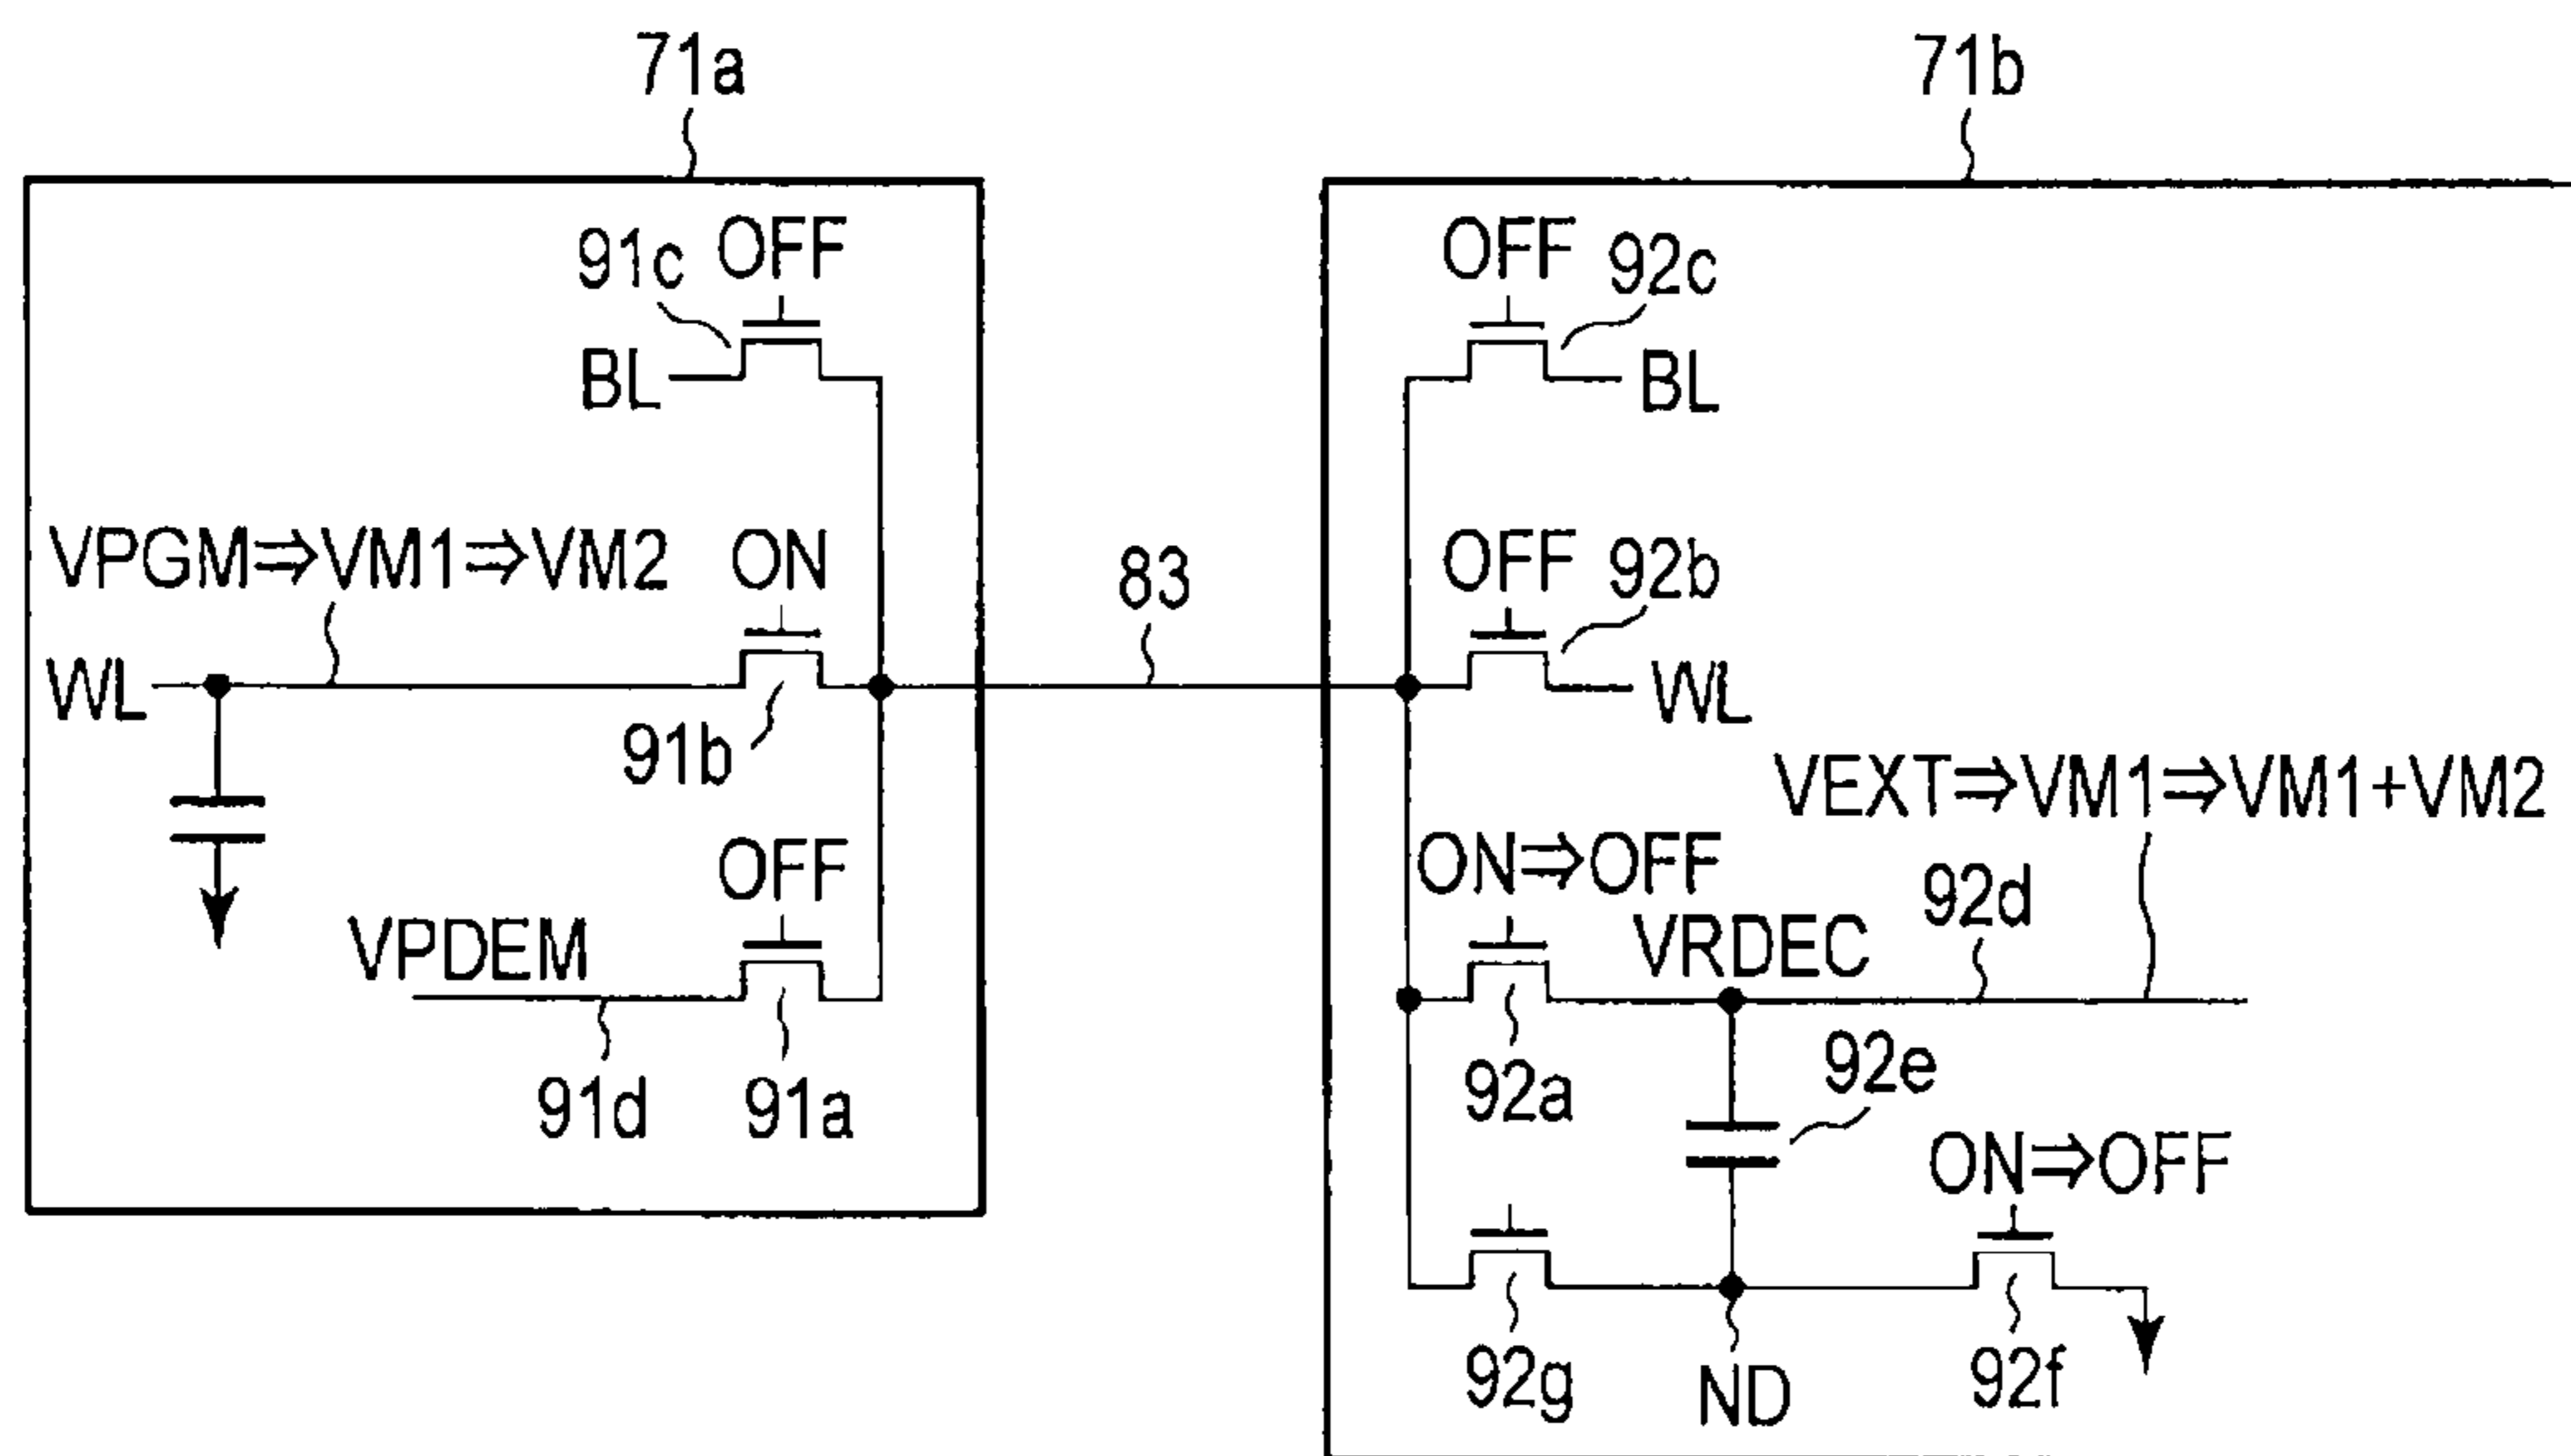 71a
71b
91c OFF
BL
OFF 92c
BL
VPGM⇒VM1⇒VM2 ON
WL
91b
83
OFF 92b
WL
VEXT⇒VM1⇒VM1+VM2
OFF
VPDEM
91d 91a
ON⇒OFF
VRDEC 92d
92a
92e
ON⇒OFF
92g ND 92f